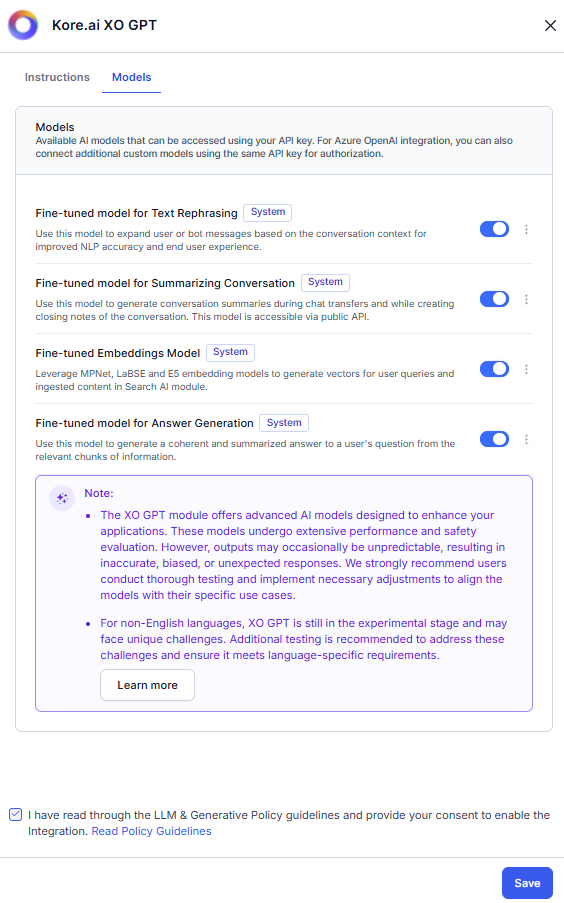 Kore.ai XO GPT
Instructions
Models
Models
Available AI models that can be accessed using your API key. For Azure OpenAI integration, you can also
connect additional custom models using the same API key for authorization.
Fine-tuned model for Text Rephrasing
System
Use this model to expand user or bot messages based on the conversation context for
improved NLP accuracy and end user experience.
Fine-tuned model for Summarizing Conversation
System
Use this model to generate conversation summaries during chat transfers and while creating
closing notes of the conversation. This model is accessible via public API.
Fine-tuned Embeddings Model
System
Leverage MPNet, LaBSE and E5 embedding models to generate vectors for user queries and
ingested content in Search AI module.
Fine-tuned model for Answer Generation
System
Use this model to generate a coherent and summarized answer to a user's question from the
relevant chunks of information.
Note:
• The XO GPT module offers advanced AI models designed to enhance your
applications. These models undergo extensive performance and safety
evaluation. However, outputs may occasionally be unpredictable, resulting in
inaccurate, biased, or unexpected responses. We strongly recommend users
conduct thorough testing and implement necessary adjustments to align the
models with their specific use cases.
• For non-English languages, XO GPT is still in the experimental stage and may
face unique challenges. Additional testing is recommended to address these
challenges and ensure it meets language-specific requirements.
Learn more
I have read through the LLM & Generative Policy guidelines and provide your consent to enable the
Integration. Read Policy Guidelines
Save